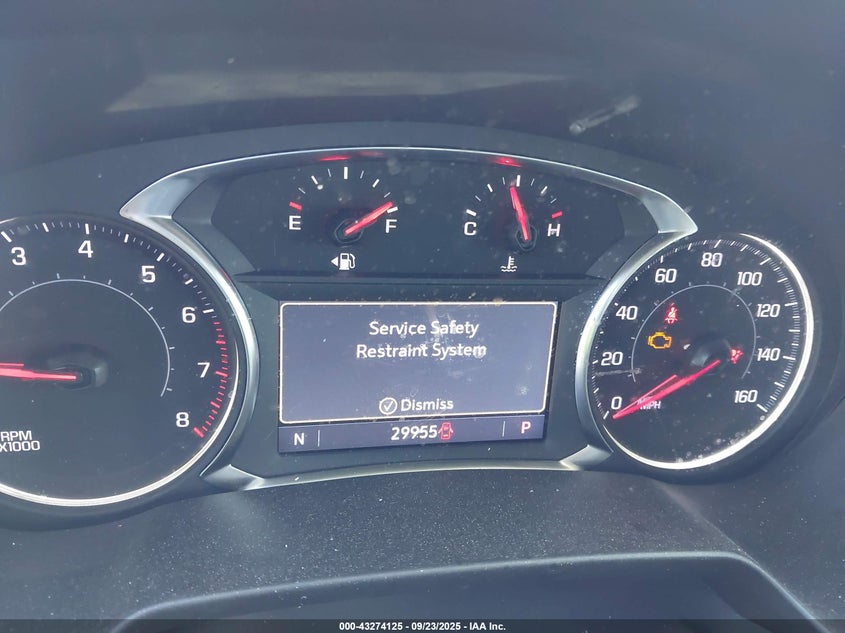 E F
C H
3 4 5 6 7 8
RPM
X1000
Service Safety
Restraint System
Dismiss
N 29955 P
0 20 40 60 80 100 120 140 160
MPH
000-43274125 - 09/23/2025 - IAA Inc.